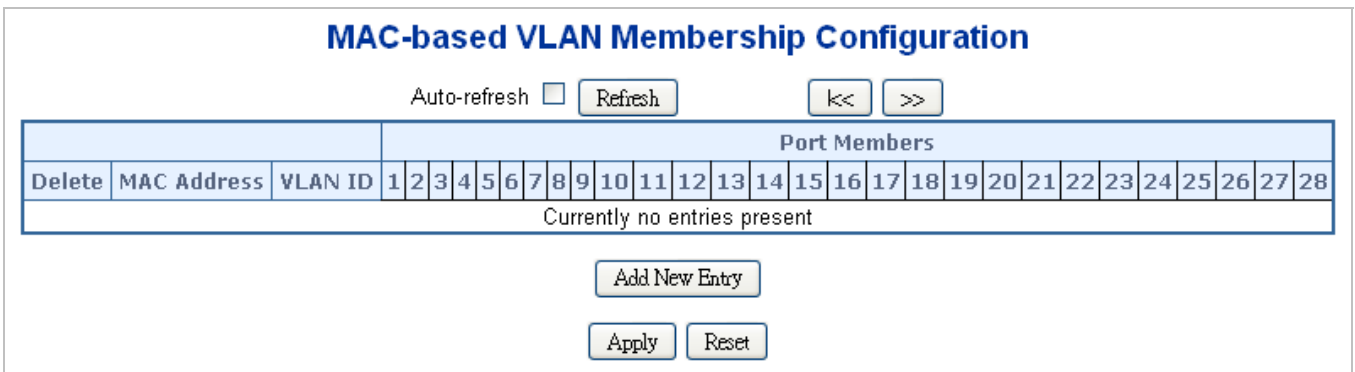 MAC-based VLAN Membership Configuration
Auto-refresh Refresh |<< >>
Port Members
Delete MAC Address VLAN ID 1 2 3 4 5 6 7 8 9 10 11 12 13 14 15 16 17 18 19 20 21 22 23 24 25 26 27 28
Currently no entries present
Add New Entry
Apply Reset